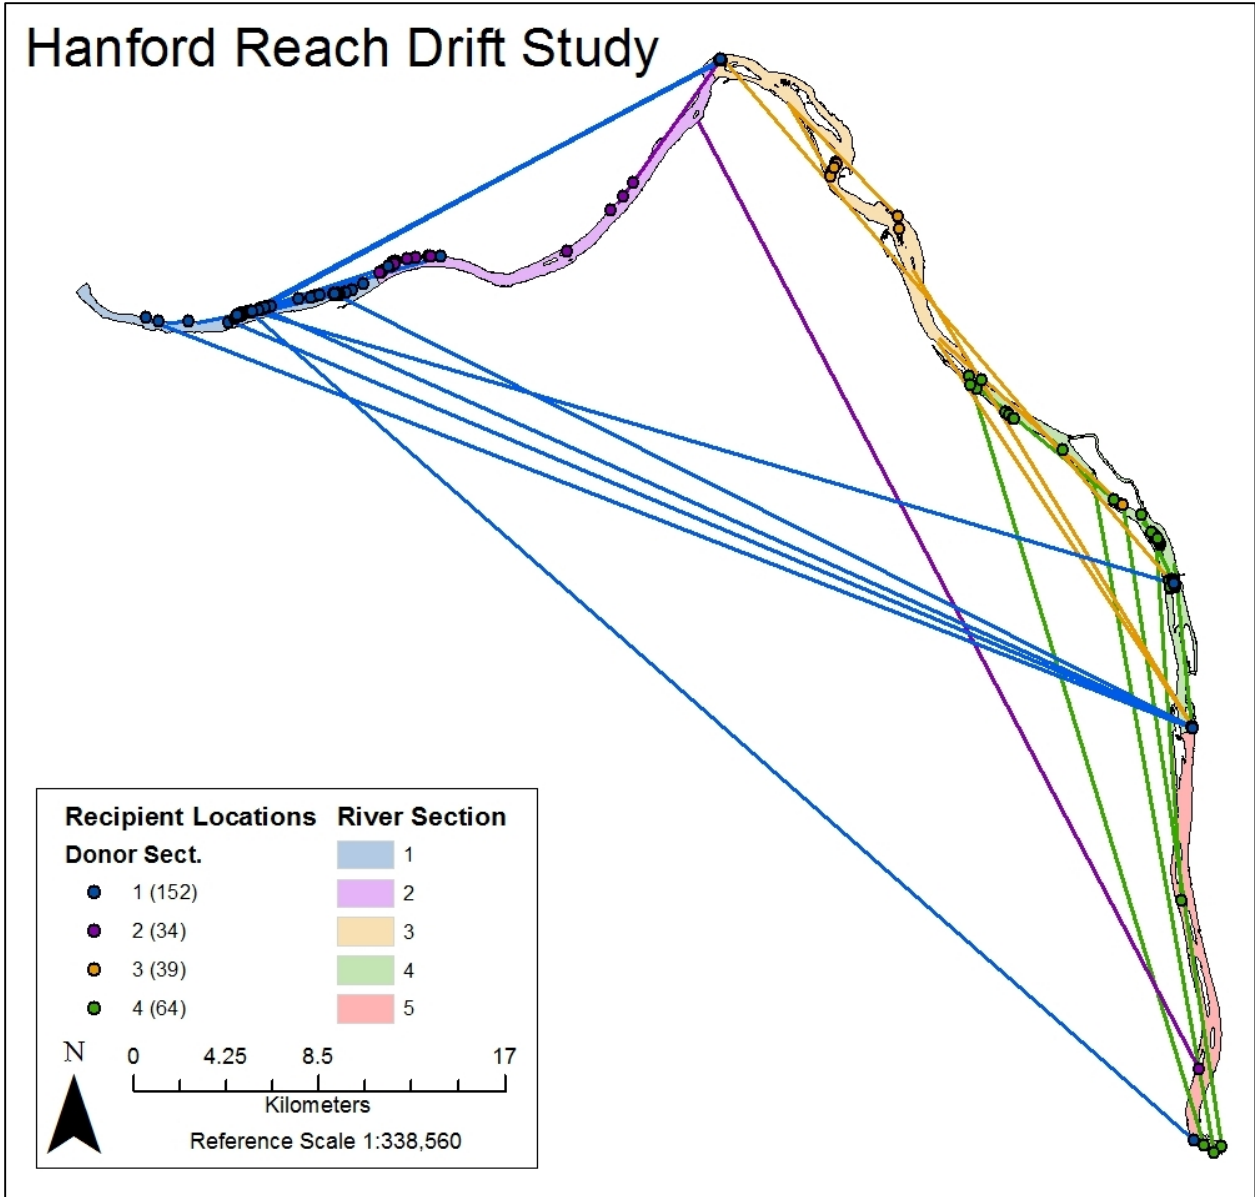 Hanford Reach Drift Study
Recipient Locations River Section
Donor Sect.
1 (152)
2 (34)
3 (39)
4 (64)
1
2
3
4
5
N
0 4.25 8.5 17
Kilometers
Reference Scale 1:338,560